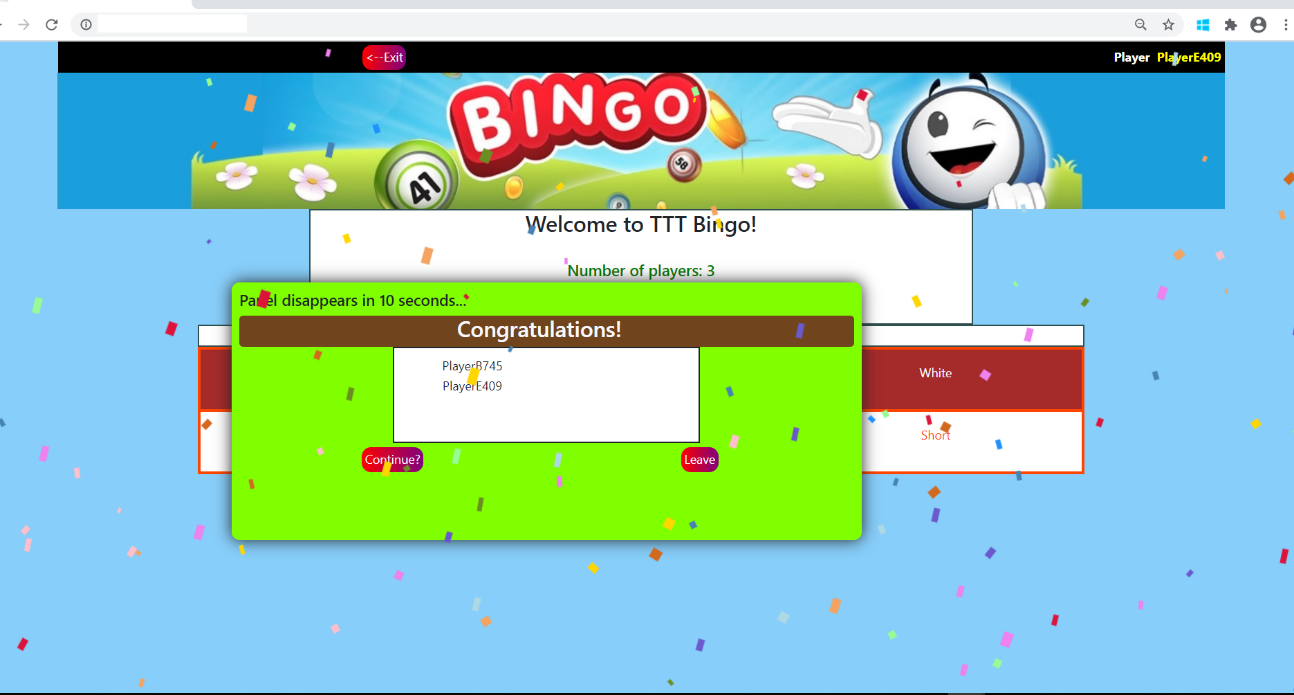 <--Exit
Player PlayerE409
BINGO
41
58
Welcome to TTT Bingo!
Number of players: 3
Panel disappears in 10 seconds...
Congratulations!
PlayerB745
PlayerE409
Continue?
Leave
White
Short